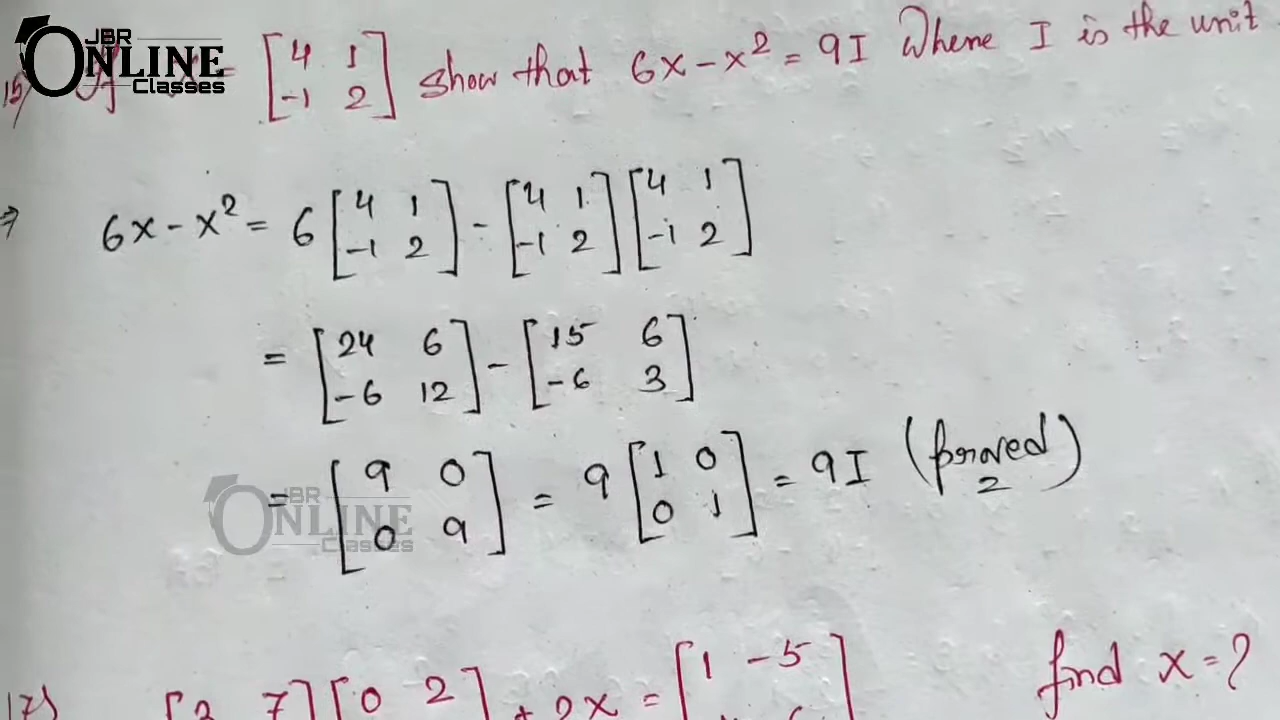 JBR
ONLINE
Classes
15) If x = [4 1 -1 2] show that 6x - x² = 9I Where I is the unit
⇒ 6x - x² = 6 [4 1 -1 2] - [4 1 -1 2] [4 1 -1 2]
= [24 6 -6 12] - [15 6 -6 3]
= [9 0 0 9] = 9 [1 0 0 1] = 9I (proved)
JBR
ONLINE
Classes
17) 7] [0 2] + 2x = [1 -5 find x = ?